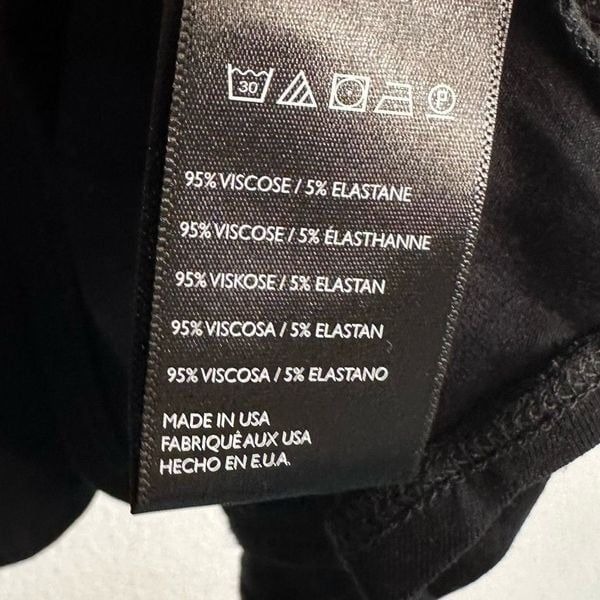 30
P
95% VISCOSE / 5% ELASTANE
95% VISCOSE / 5% ÉLASTHANNE
95% VISKOSE / 5% ELASTAN
95% VISCOSA / 5% ELASTAN
95% VISCOSA / 5% ELASTANO
MADE IN USA
FABRIQUÉ AUX USA
HECHO EN E.U.A.